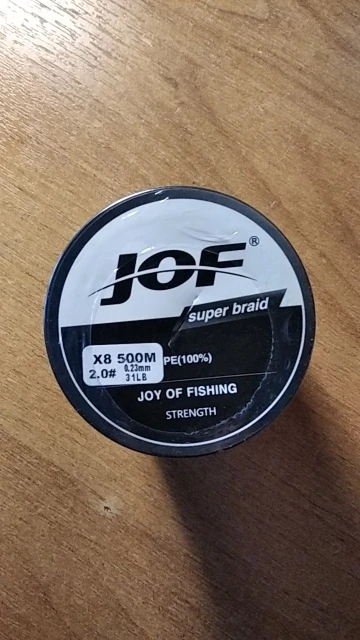 JOF®
super braid
X8 500M PE(100%)
2.0# 0.23mm
31LB
JOY OF FISHING
STRENGTH